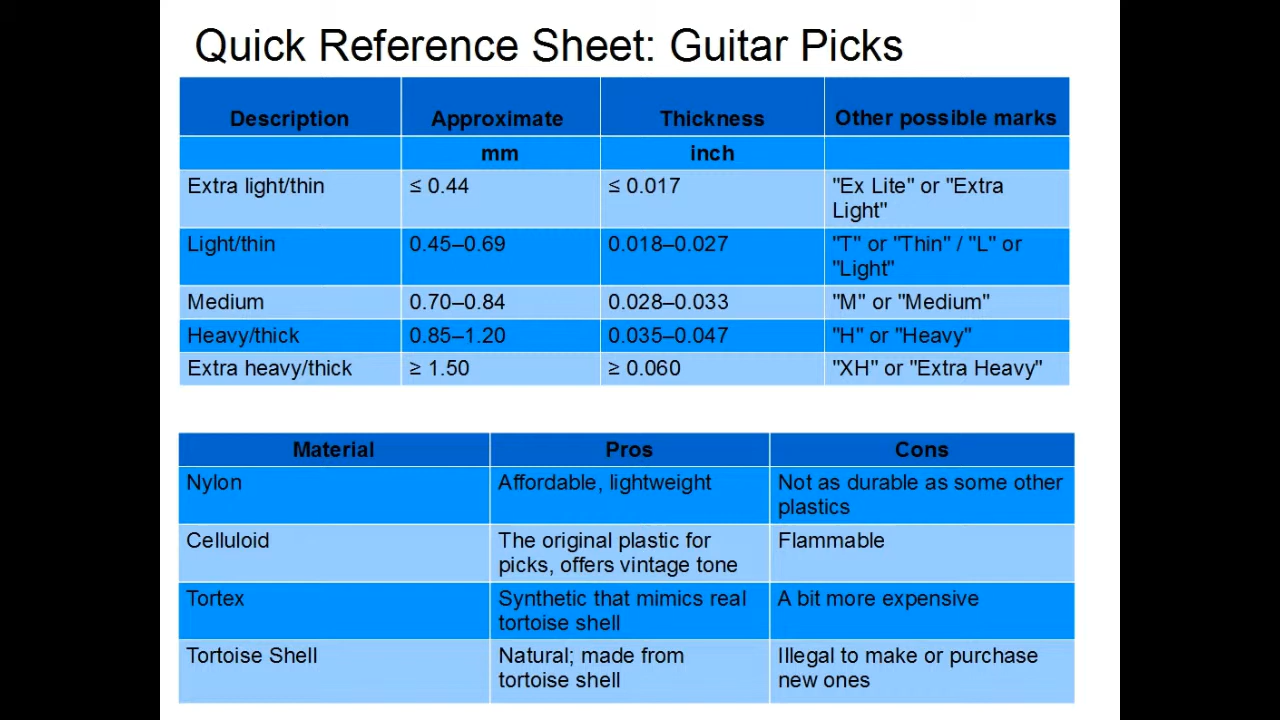 Quick Reference Sheet: Guitar Picks
Description Approximate Thickness Other possible marks
mm inch
Extra light/thin ≤ 0.44 ≤ 0.017 "Ex Lite" or "Extra
Light"
Light/thin 0.45–0.69 0.018–0.027 "T" or "Thin" / "L" or
"Light"
Medium 0.70–0.84 0.028–0.033 "M" or "Medium"
Heavy/thick 0.85–1.20 0.035–0.047 "H" or "Heavy"
Extra heavy/thick ≥ 1.50 ≥ 0.060 "XH" or "Extra Heavy"
Material Pros Cons
Nylon Affordable, lightweight Not as durable as some other
plastics
Celluloid The original plastic for Flammable
picks, offers vintage tone
Tortex Synthetic that mimics real A bit more expensive
tortoise shell
Tortoise Shell Natural; made from Illegal to make or purchase
tortoise shell new ones